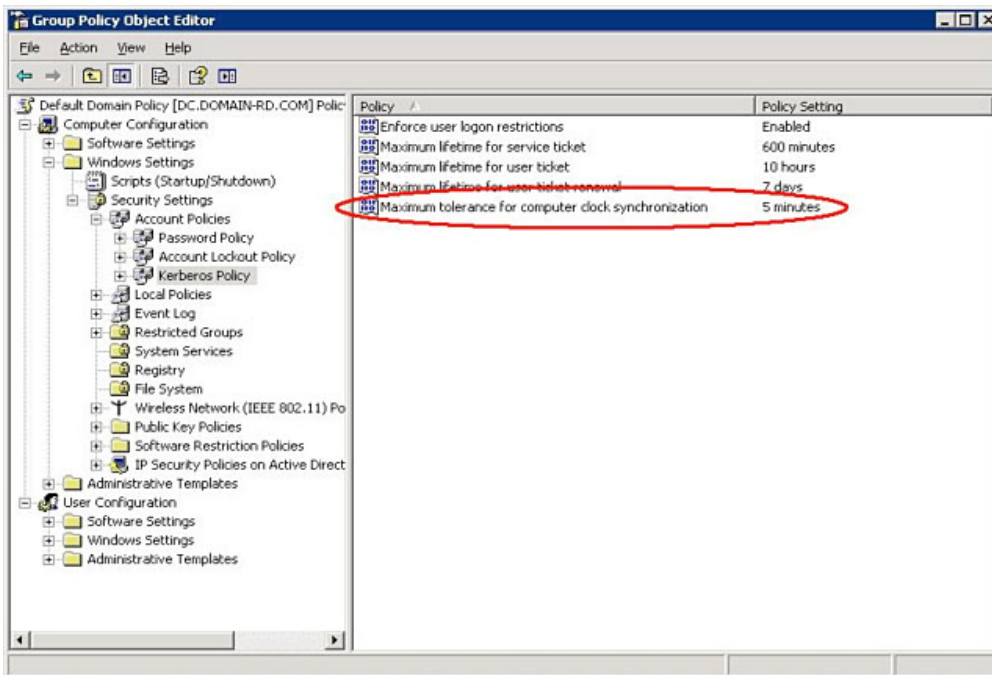 Group Policy Object Editor
File Action View Help
Default Domain Policy [DC.DOMAIN-RD.COM] Polic
Computer Configuration
Software Settings
Windows Settings
Scripts (Startup/Shutdown)
Security Settings
Account Policies
Password Policy
Account Lockout Policy
Kerberos Policy
Local Policies
Event Log
Restricted Groups
System Services
Registry
File System
Wireless Network (IEEE 802.11) Po
Public Key Policies
Software Restriction Policies
IP Security Policies on Active Direct
Administrative Templates
User Configuration
Software Settings
Windows Settings
Administrative Templates
Policy Policy Setting
Enforce user logon restrictions Enabled
Maximum lifetime for service ticket 600 minutes
Maximum lifetime for user ticket 10 hours
Maximum lifetime for user ticket renewal 7 days
Maximum tolerance for computer clock synchronization 5 minutes